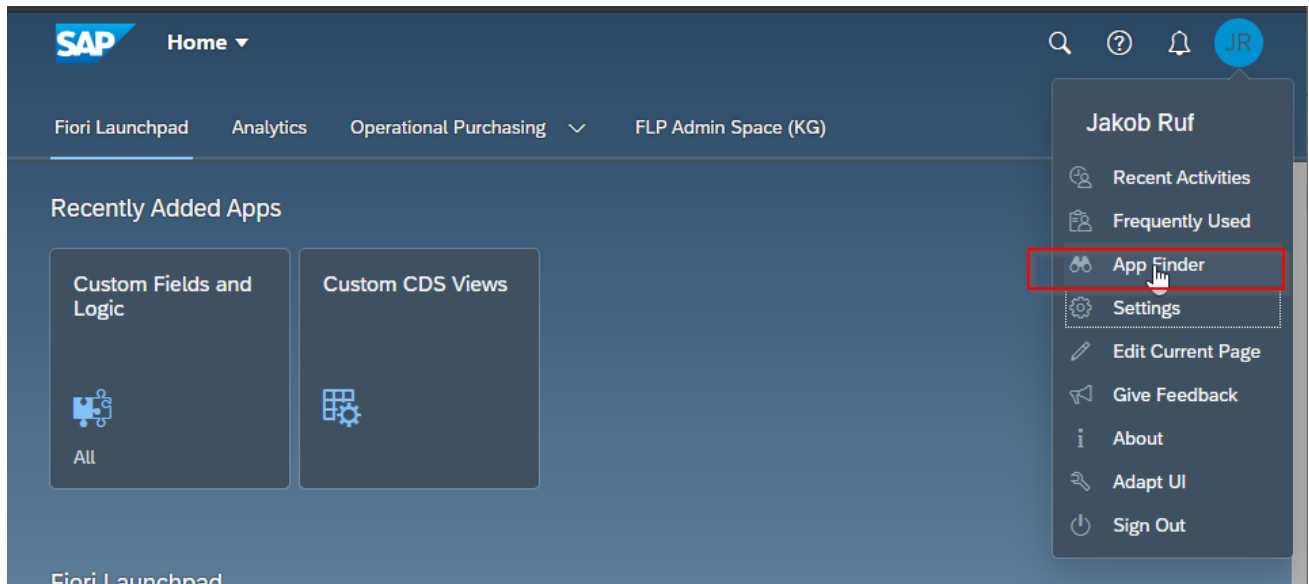 SAP Home
JR
Fiori Launchpad Analytics Operational Purchasing FLP Admin Space (KG)
Jakob Ruf
Recent Activities
Frequently Used
App Finder
Settings
Edit Current Page
Give Feedback
About
Adapt UI
Sign Out
Recently Added Apps
Custom Fields and
Logic
All
Custom CDS Views
Fiori Launchpad